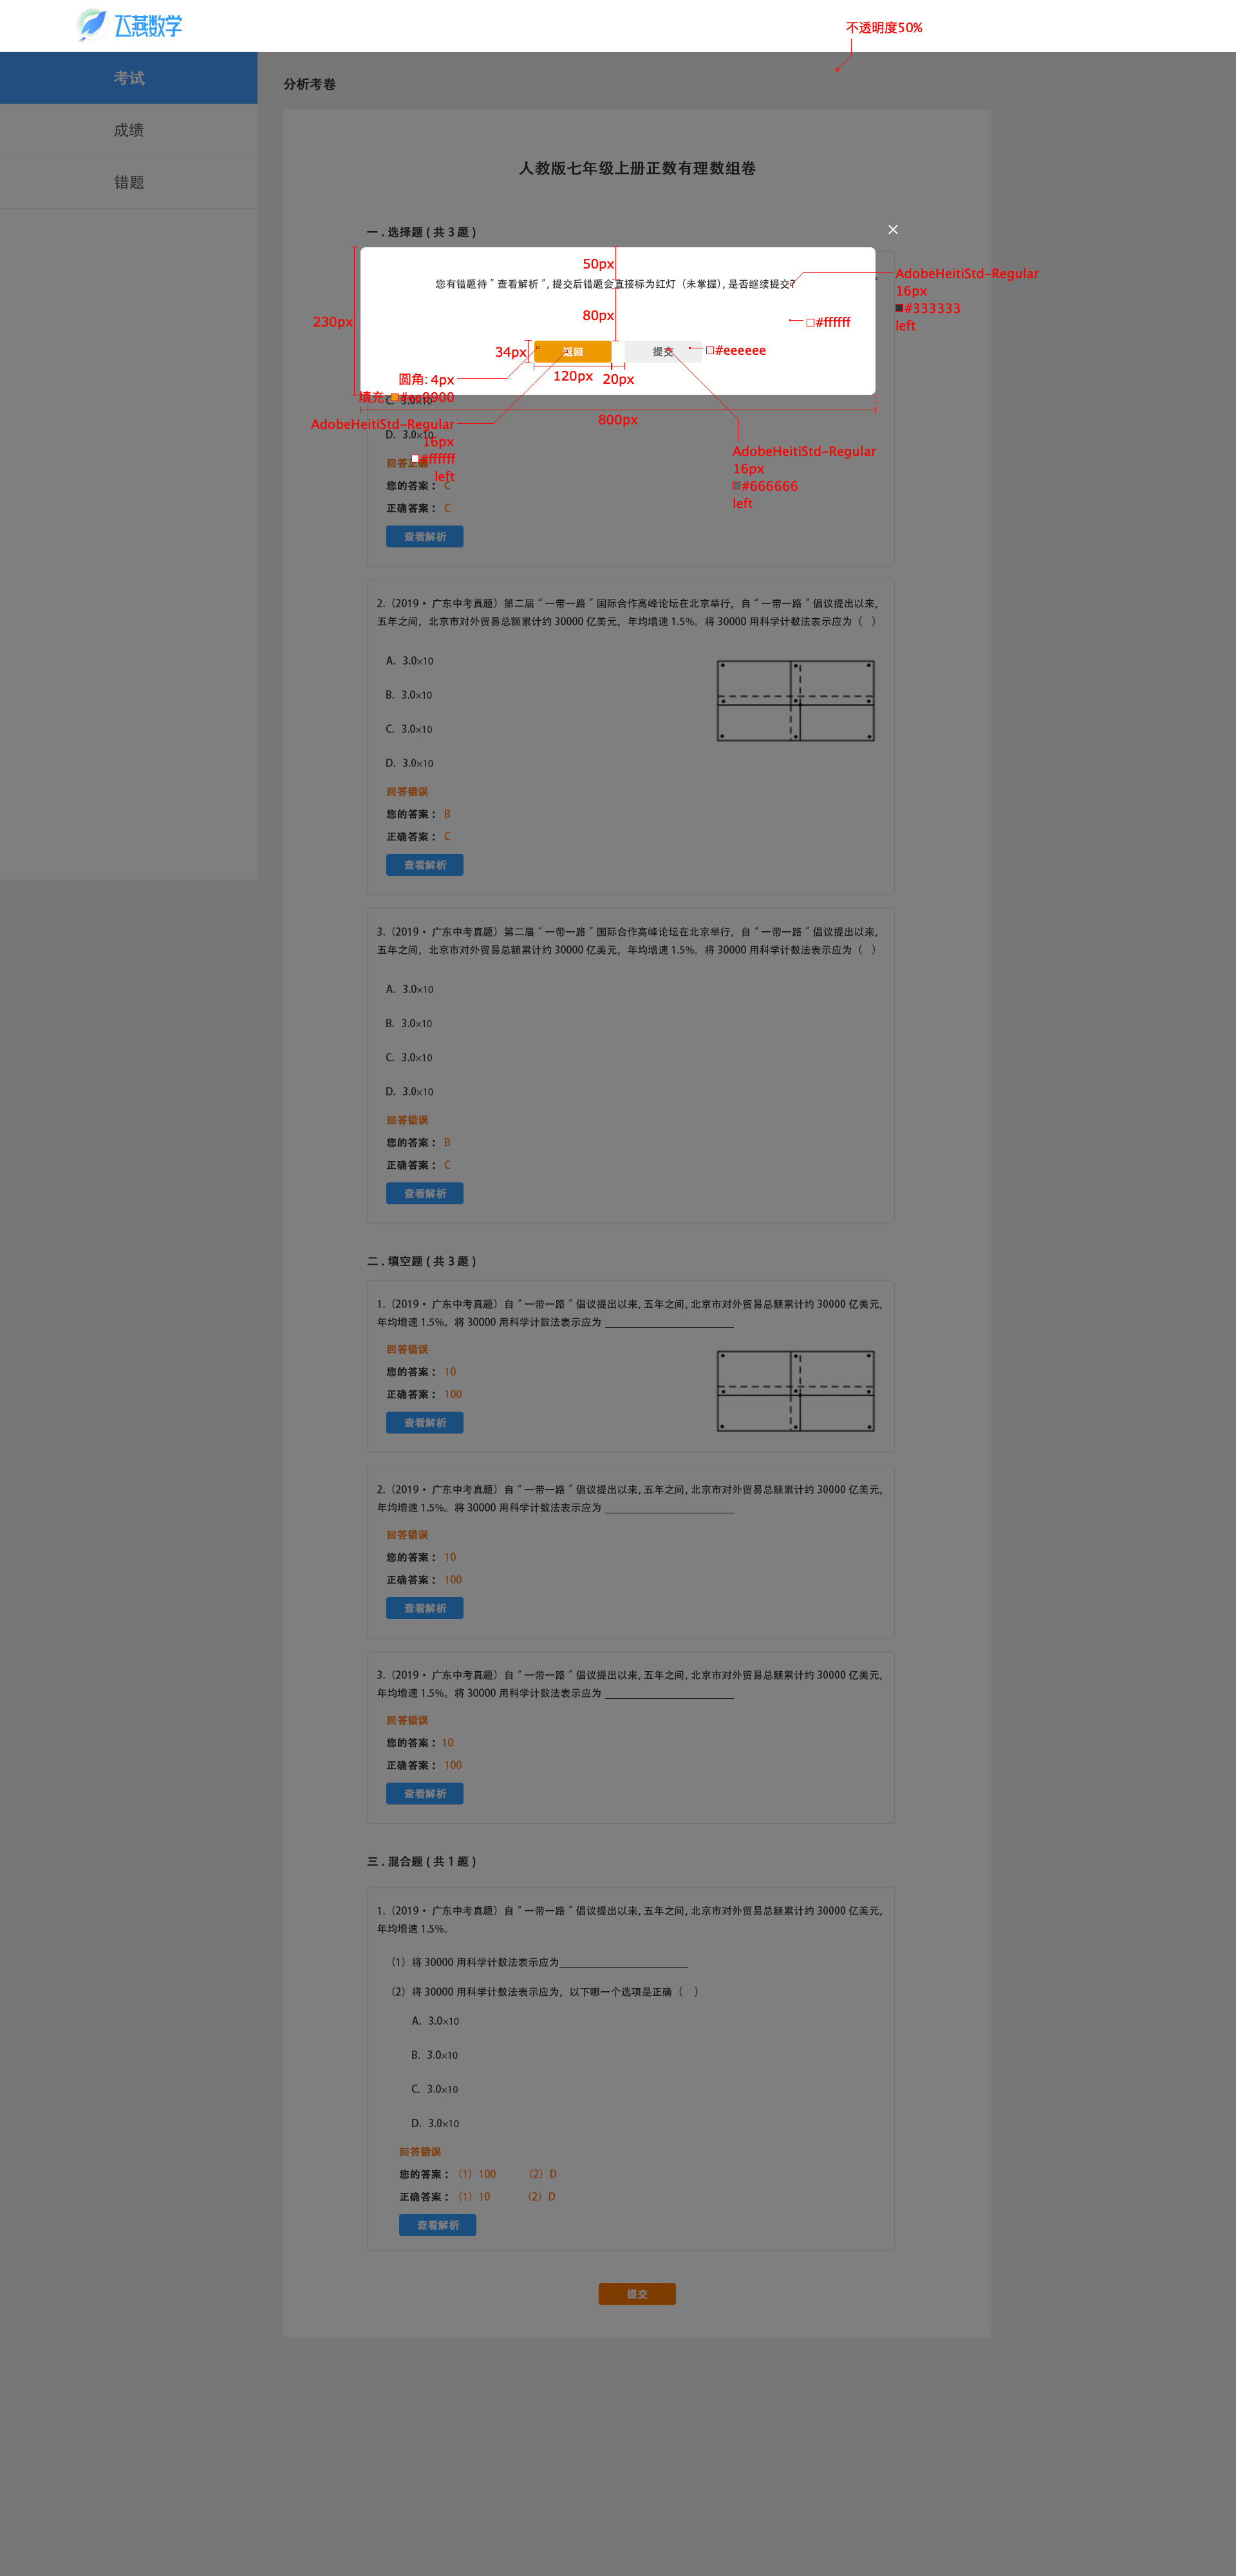 飞燕数学
不透明度50%
考试
成绩
错题
分析考卷
人教版七年级上册正数有理数组卷
一 . 选择题 ( 共 3 题 )
50px
您有错题待＂查看解析＂, 提交后错题会直接标为红灯（未掌握）, 是否继续提交?
AdobeHeitiStd-Regular
16px
#333333
left
230px
80px
#ffffff
34px
返回
提交
#eeeeee
120px
20px
圆角: 4px
填充:
C. 3.0×10
800px
AdobeHeitiStd-Regular
16px
#ffffff
left
D. 3.0×10
AdobeHeitiStd-Regular
16px
#666666
left
回答正确
您的答案： C
正确答案： C
查看解析
2.（2019 • 广东中考真题）第二届＂一带一路＂国际合作高峰论坛在北京举行，自＂一带一路＂倡议提出以来,
五年之间，北京市对外贸易总额累计约 30000 亿美元，年均增速 1.5%。将 30000 用科学计数法表示应为（ ）
A. 3.0×10
B. 3.0×10
C. 3.0×10
D. 3.0×10
回答错误
您的答案： B
正确答案： C
查看解析
3.（2019 • 广东中考真题）第二届＂一带一路＂国际合作高峰论坛在北京举行，自＂一带一路＂倡议提出以来,
五年之间，北京市对外贸易总额累计约 30000 亿美元，年均增速 1.5%。将 30000 用科学计数法表示应为（ ）
A. 3.0×10
B. 3.0×10
C. 3.0×10
D. 3.0×10
回答错误
您的答案： B
正确答案： C
查看解析
二 . 填空题 ( 共 3 题 )
1.（2019 • 广东中考真题）自＂一带一路＂倡议提出以来, 五年之间, 北京市对外贸易总额累计约 30000 亿美元,
年均增速 1.5%。将 30000 用科学计数法表示应为 ____________
回答错误
您的答案： 10
正确答案： 100
查看解析
2.（2019 • 广东中考真题）自＂一带一路＂倡议提出以来, 五年之间, 北京市对外贸易总额累计约 30000 亿美元,
年均增速 1.5%。将 30000 用科学计数法表示应为 ____________
回答错误
您的答案： 10
正确答案： 100
查看解析
3.（2019 • 广东中考真题）自＂一带一路＂倡议提出以来, 五年之间, 北京市对外贸易总额累计约 30000 亿美元,
年均增速 1.5%。将 30000 用科学计数法表示应为 ____________
回答错误
您的答案：10
正确答案： 100
查看解析
三 . 混合题 ( 共 1 题 )
1.（2019 • 广东中考真题）自＂一带一路＂倡议提出以来, 五年之间, 北京市对外贸易总额累计约 30000 亿美元,
年均增速 1.5%。
（1）将 30000 用科学计数法表示应为____________
（2）将 30000 用科学计数法表示应为，以下哪一个选项是正确（ ）
A. 3.0×10
B. 3.0×10
C. 3.0×10
D. 3.0×10
回答错误
您的答案：（1）100 （2）D
正确答案：（1）10 （2）D
查看解析
提交